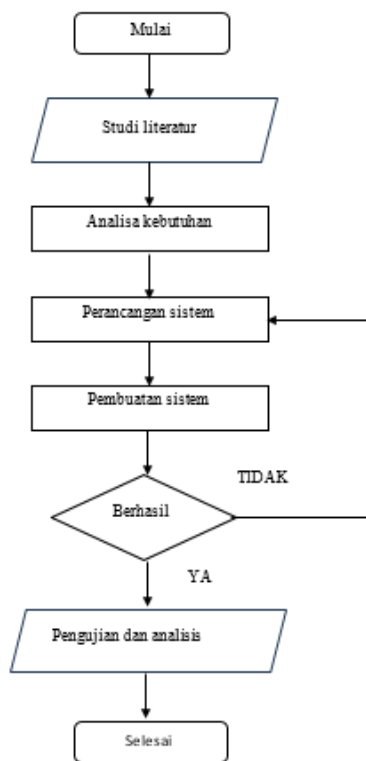 Mulai
Studi literatur
Analisa kebutuhan
Perancangan sistem
Pembuatan sistem
TIDAK
Berhasil
YA
Pengujian dan analisis
Selesai